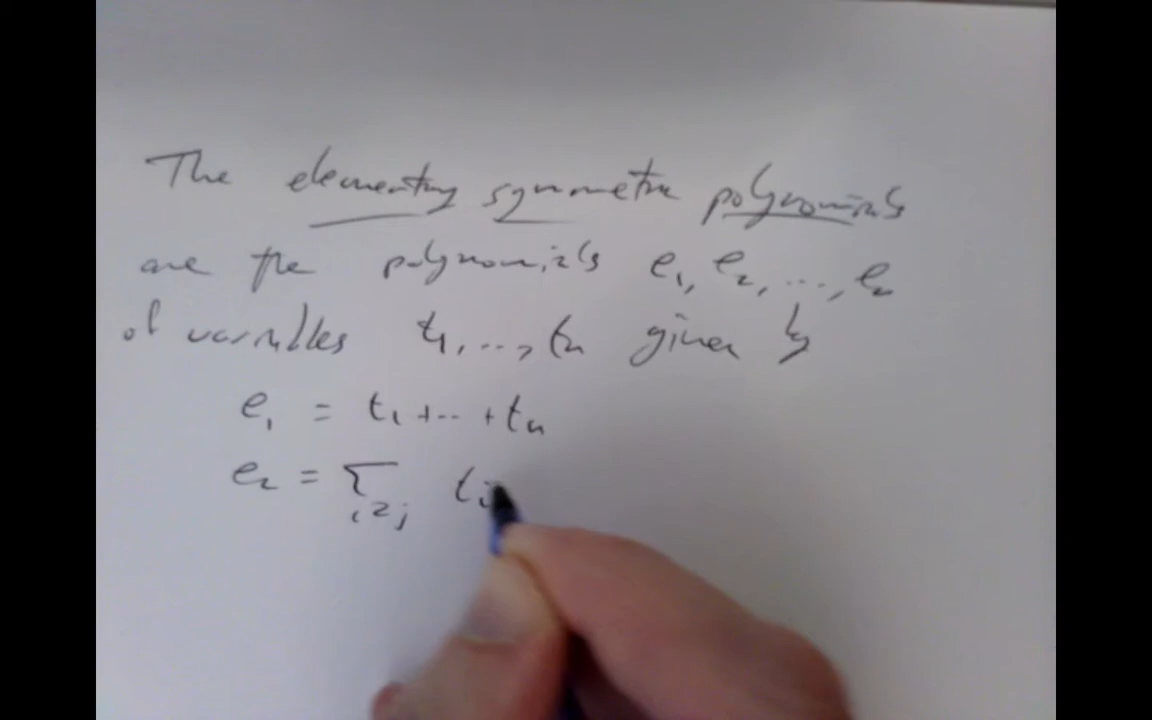 The elementary symmetric polynomials
are the polynomials e₁, e₂, ..., eₙ
of variables t₁, ..., tₙ given by
e₁ = t₁ + ... + tₙ
e₂ = ∑ i<j tᵢ